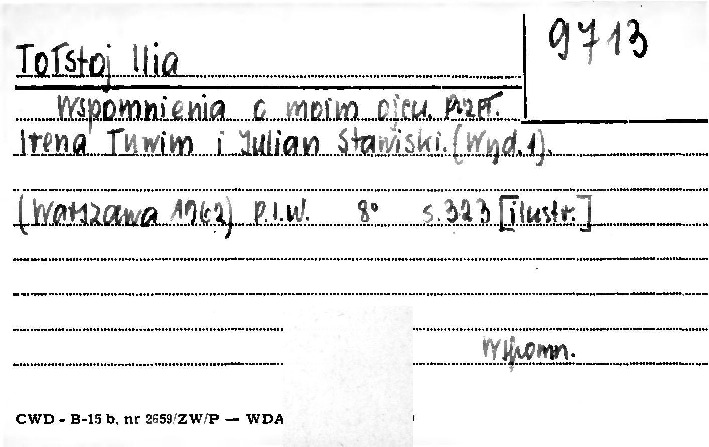 9713
Tołstoj Ilia
Wspomnienia o moim ojcu. Przeł.
Irena Tuwim i Julian Stawiski. (Wyd. 1).
(Warszawa 1962) P.I.W. 8° s. 323 [ilustr.]
Wspomn.
CWD - B-15 b, nr 2659/ZW/P — WDA